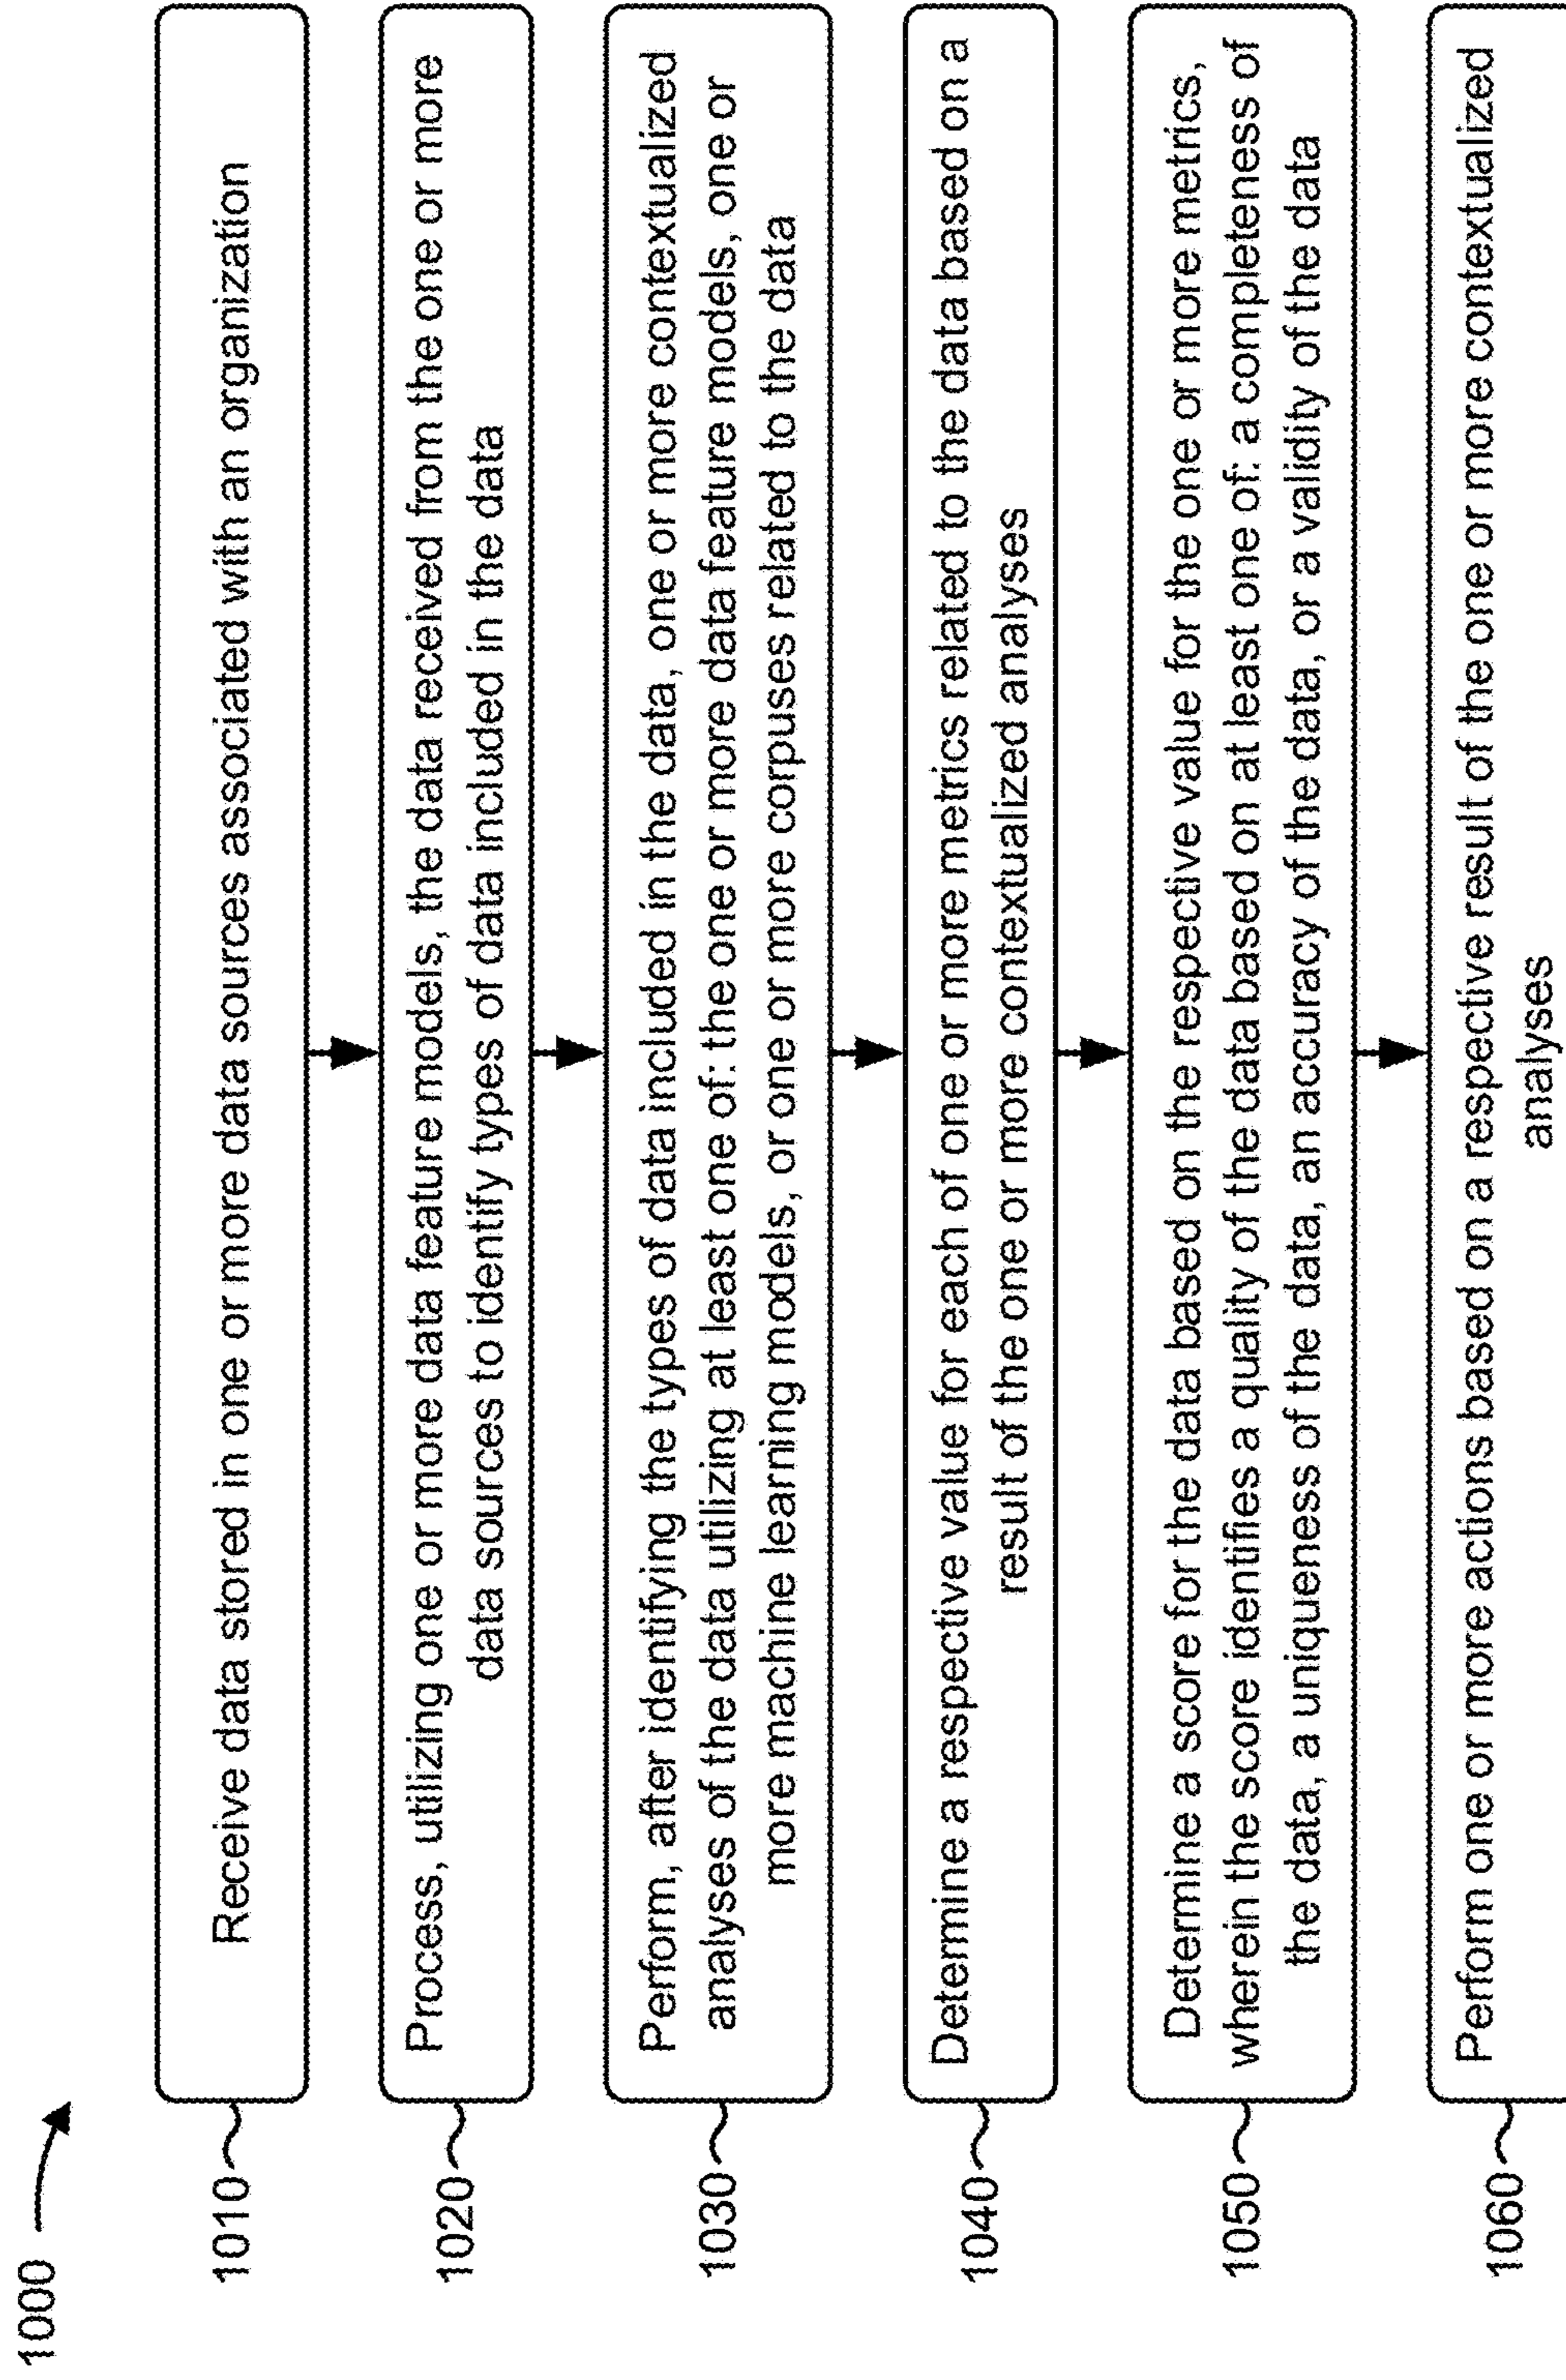 1000
1010
Receive data stored in one or more data sources associated with an organization
1020
Process, utilizing one or more data feature models, the data received from the one or more
data sources to identify types of data included in the data
1030
Perform, after identifying the types of data included in the data, one or more contextualized
analyses of the data utilizing at least one of: the one or more data feature models, one or
more machine learning models, or one or more corpuses related to the data
1040
Determine a respective value for each of one or more metrics related to the data based on a
result of the one or more contextualized analyses
1050
Determine a score for the data based on the respective value for the one or more metrics,
wherein the score identifies a quality of the data based on at least one of: a completeness of
the data, a uniqueness of the data, an accuracy of the data, or a validity of the data
1060
Perform one or more actions based on a respective result of the one or more contextualized
analyses